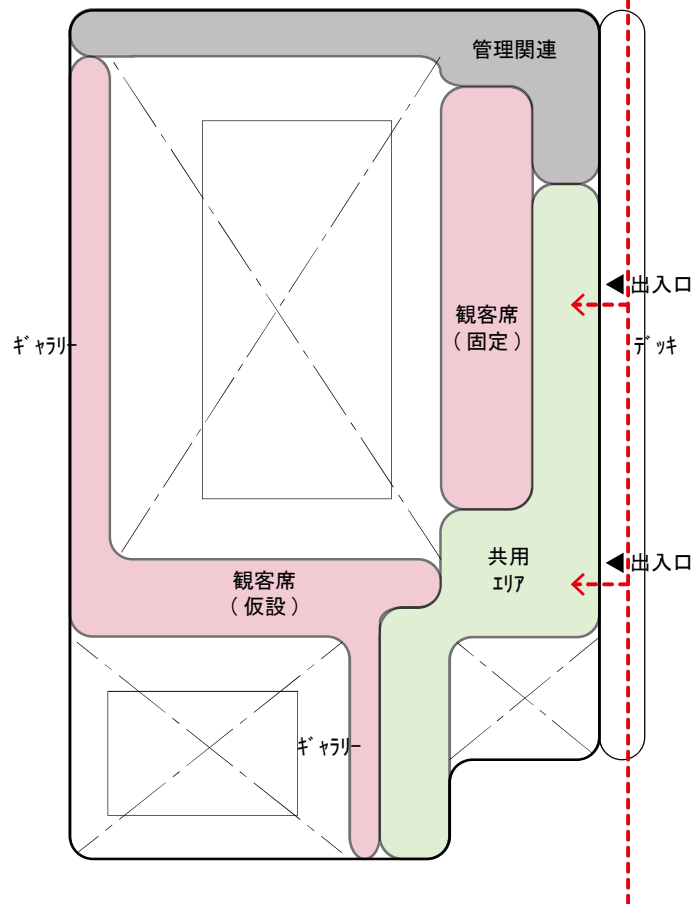 管理関連
出入口
観客席
(固定)
ｷﾞｬﾗﾘｰ
ﾃﾞｯｷ
共用
ｴﾘｱ
出入口
観客席
(仮設)
ｷﾞｬﾗﾘｰ